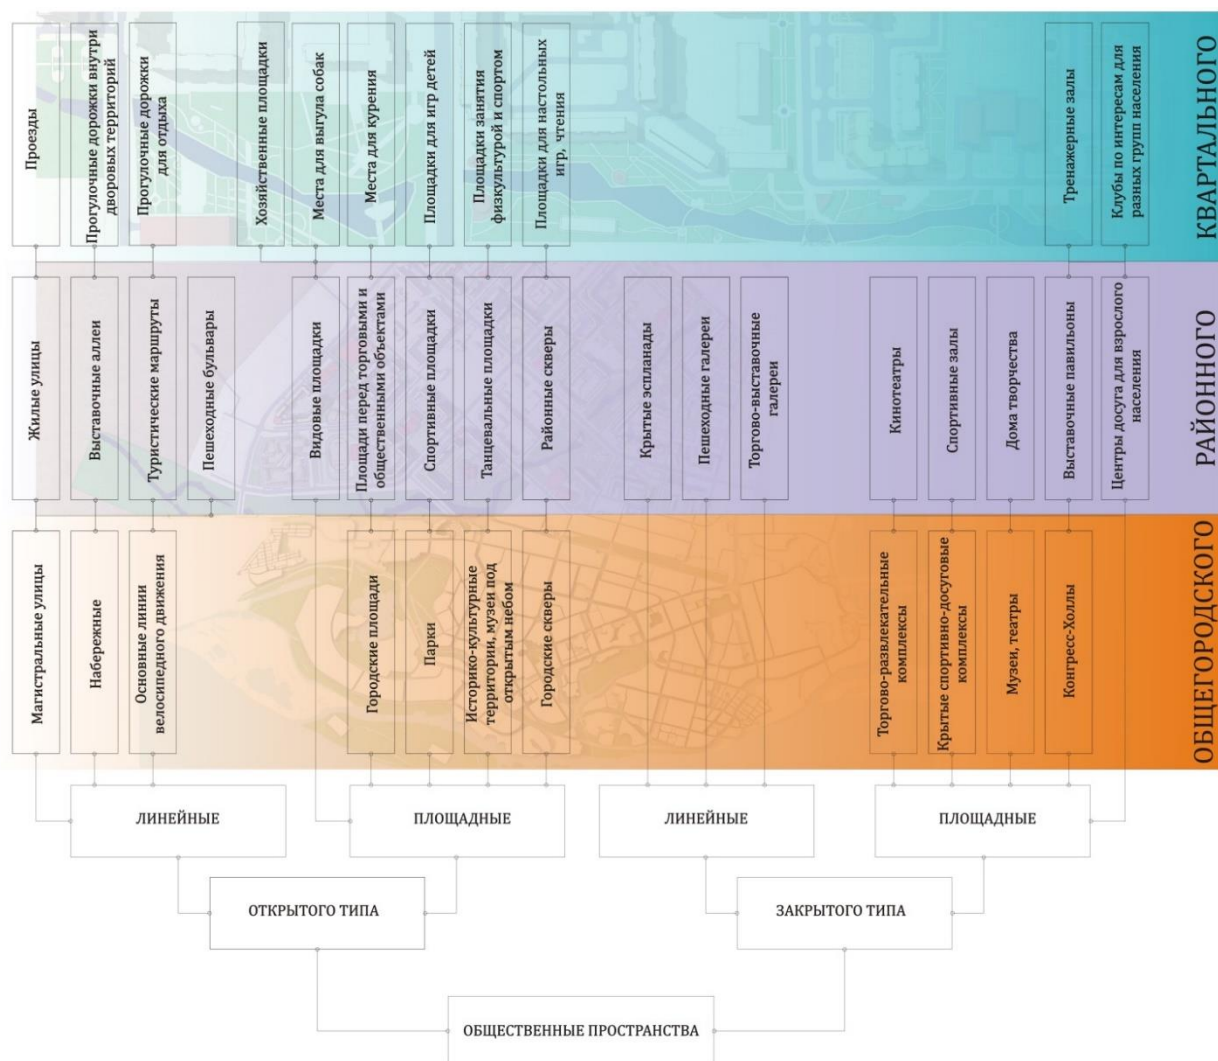 Проезды
Прогулочные дорожки внутри
дворовых территорий
Прогулочные дорожки
для отдыха
Хозяйственные площадки
Места для выгула собак
Места для курения
Площадки для игр детей
Площадки занятия
физкультурой и спортом
Площадки для настольных
игр, чтения
Тренажерные залы
Клубы по интересам для
разных групп населения
КВАРТАЛЬНОГО
Жилые улицы
Выставочные аллеи
Туристические маршруты
Пешеходные бульвары
Видовые площадки
Площади перед торговыми и
общественными объектами
Спортивные площадки
Танцевальные площадки
Районные скверы
Крытые эспланады
Пешеходные галереи
Торгово-выставочные
галереи
Кинотеатры
Спортивные залы
Дома творчества
Выставочные павильоны
Центры досуга для взрослого
населения
РАЙОННОГО
Магистральные улицы
Набережные
Основные линии
велосипедного движения
Городские площади
Парки
Историко-культурные
территории, музеи под
открытым небом
Городские скверы
Торгово-развлекательные
комплексы
Крытые спортивно-досуговые
комплексы
Музеи, театры
Конгресс-Холлы
ОБЩЕГОРОДСКОГО
ЛИНЕЙНЫЕ
ПЛОЩАДНЫЕ
ЛИНЕЙНЫЕ
ПЛОЩАДНЫЕ
ОТКРЫТОГО ТИПА
ЗАКРЫТОГО ТИПА
ОБЩЕСТВЕННЫЕ ПРОСТРАНСТВА